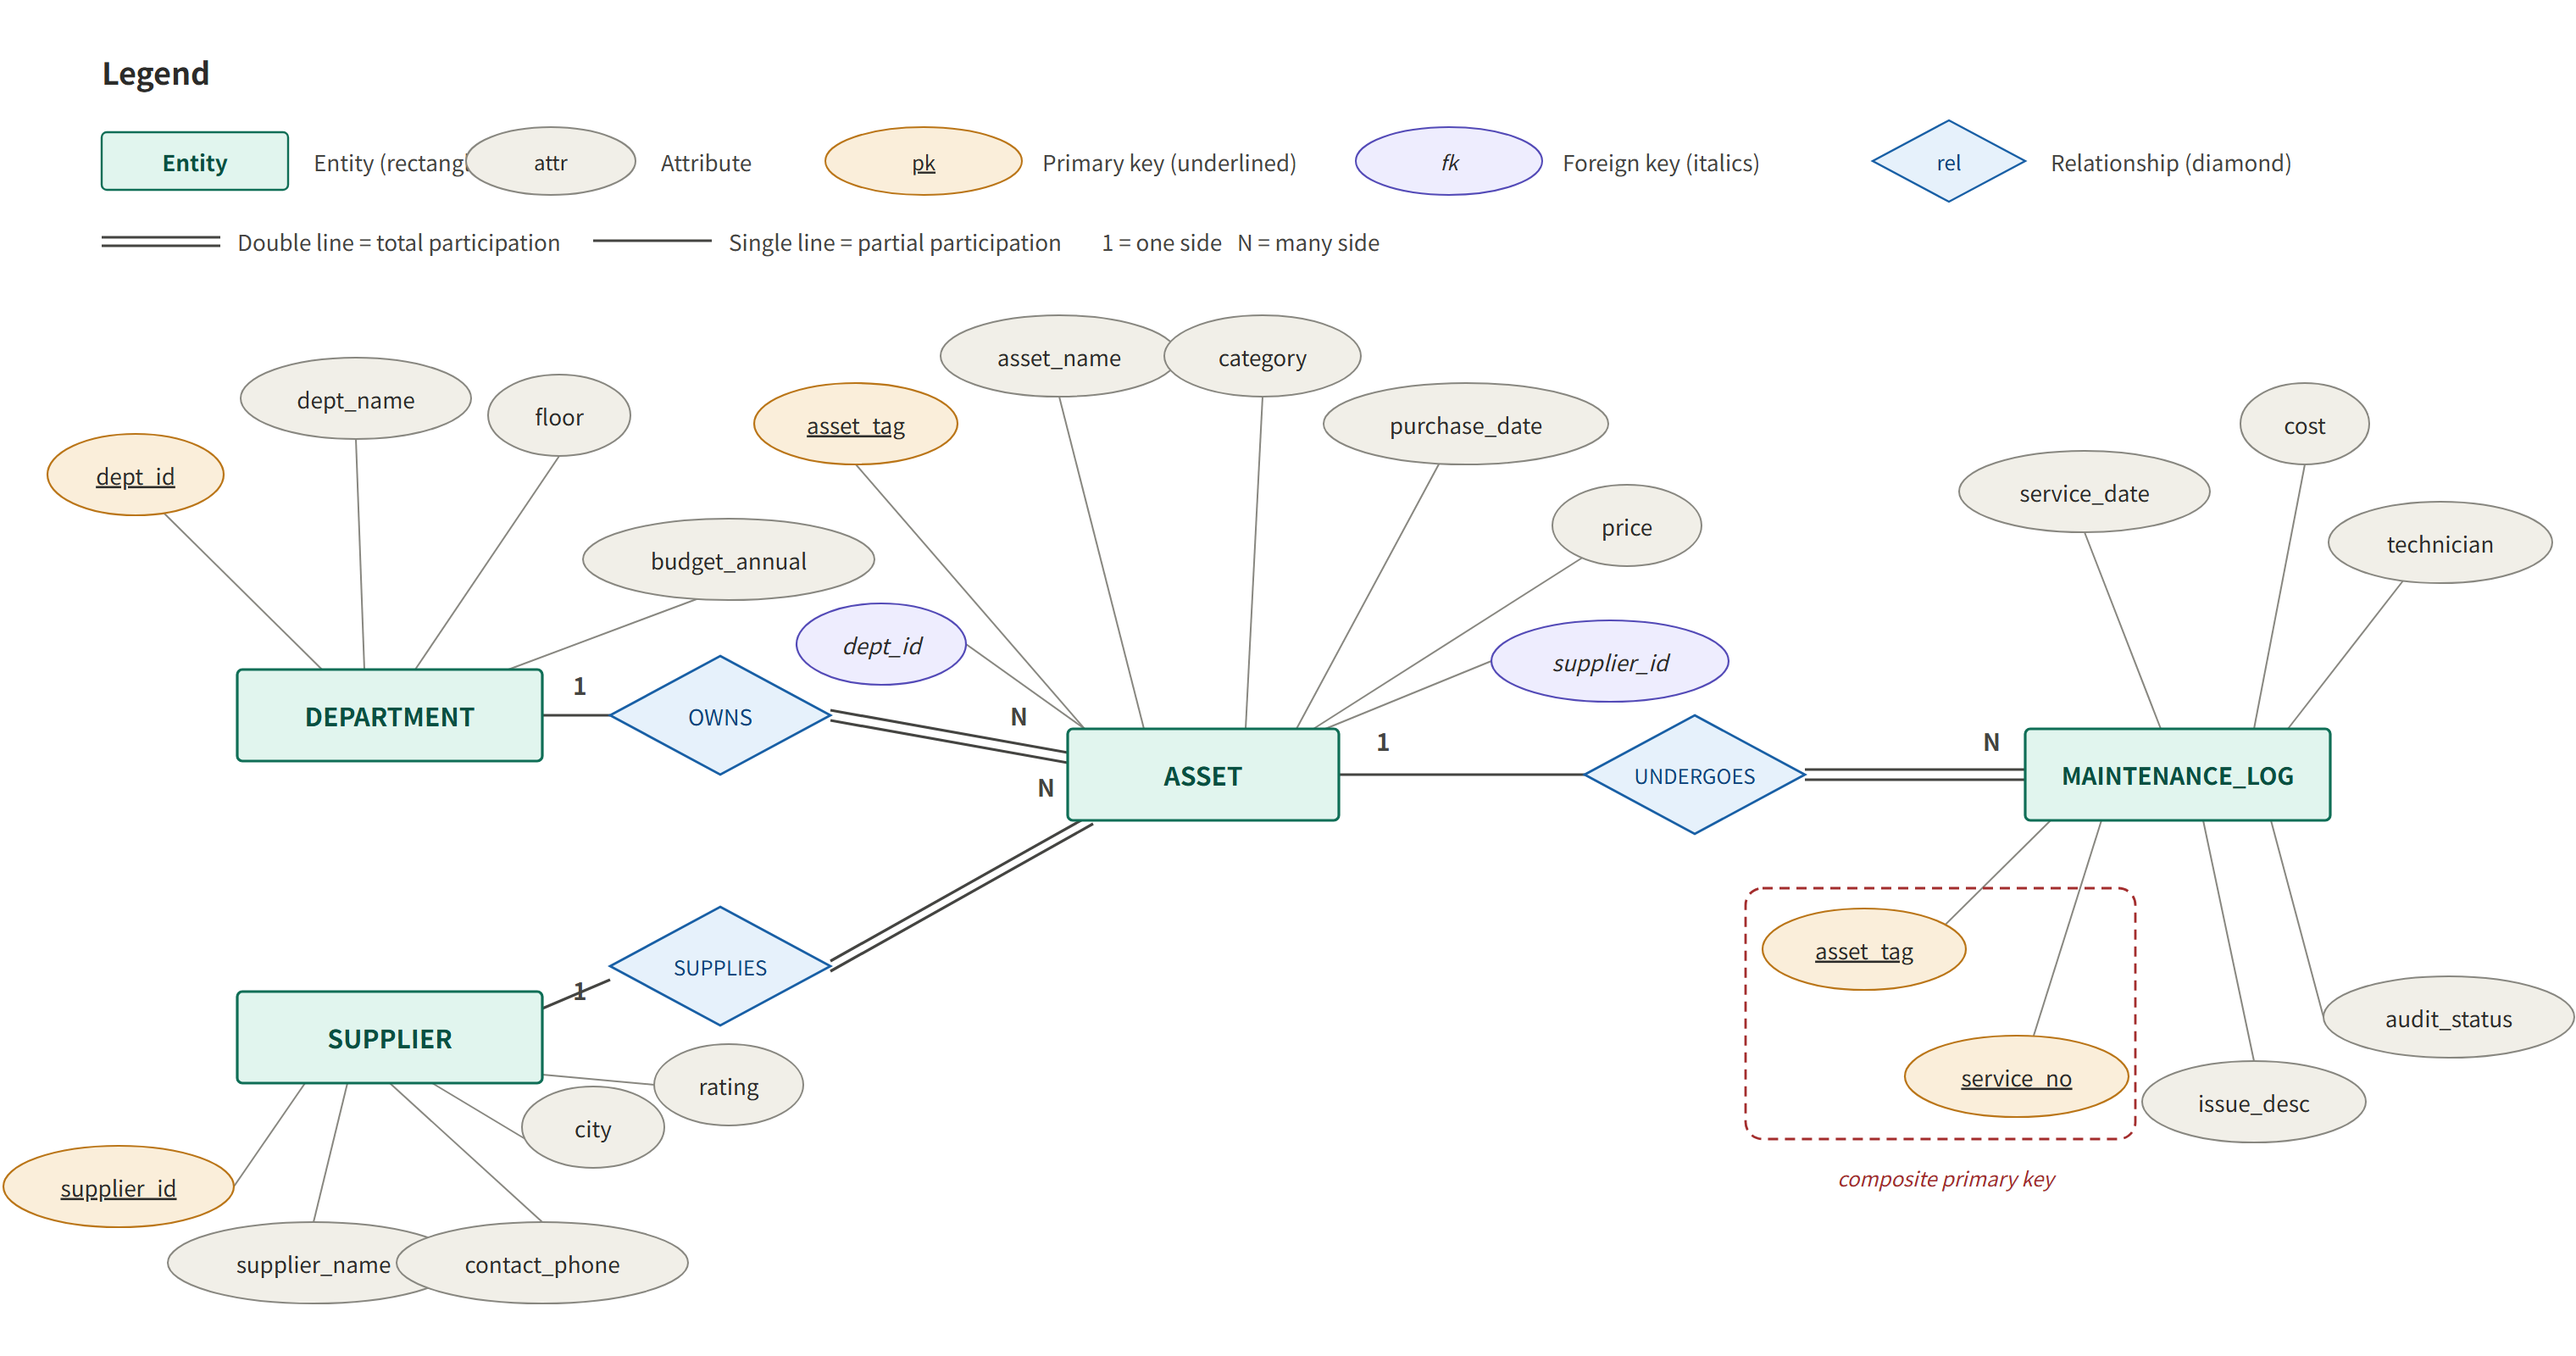 Legend
Entity
Entity (rectangl
attr
Attribute
pk
Primary key (underlined)
fk
Foreign key (italics)
rel
Relationship (diamond)
Double line = total participation
Single line = partial participation
1 = one side   N = many side
asset_name
category
dept_name
floor
asset_tag
purchase_date
cost
dept_id
service_date
price
technician
budget_annual
dept_id
supplier_id
DEPARTMENT
1
OWNS
N
N
ASSET
1
UNDERGOES
N
MAINTENANCE_LOG
SUPPLIES
1
SUPPLIER
asset_tag
audit_status
service_no
issue_desc
composite primary key
rating
city
supplier_id
supplier_name
contact_phone